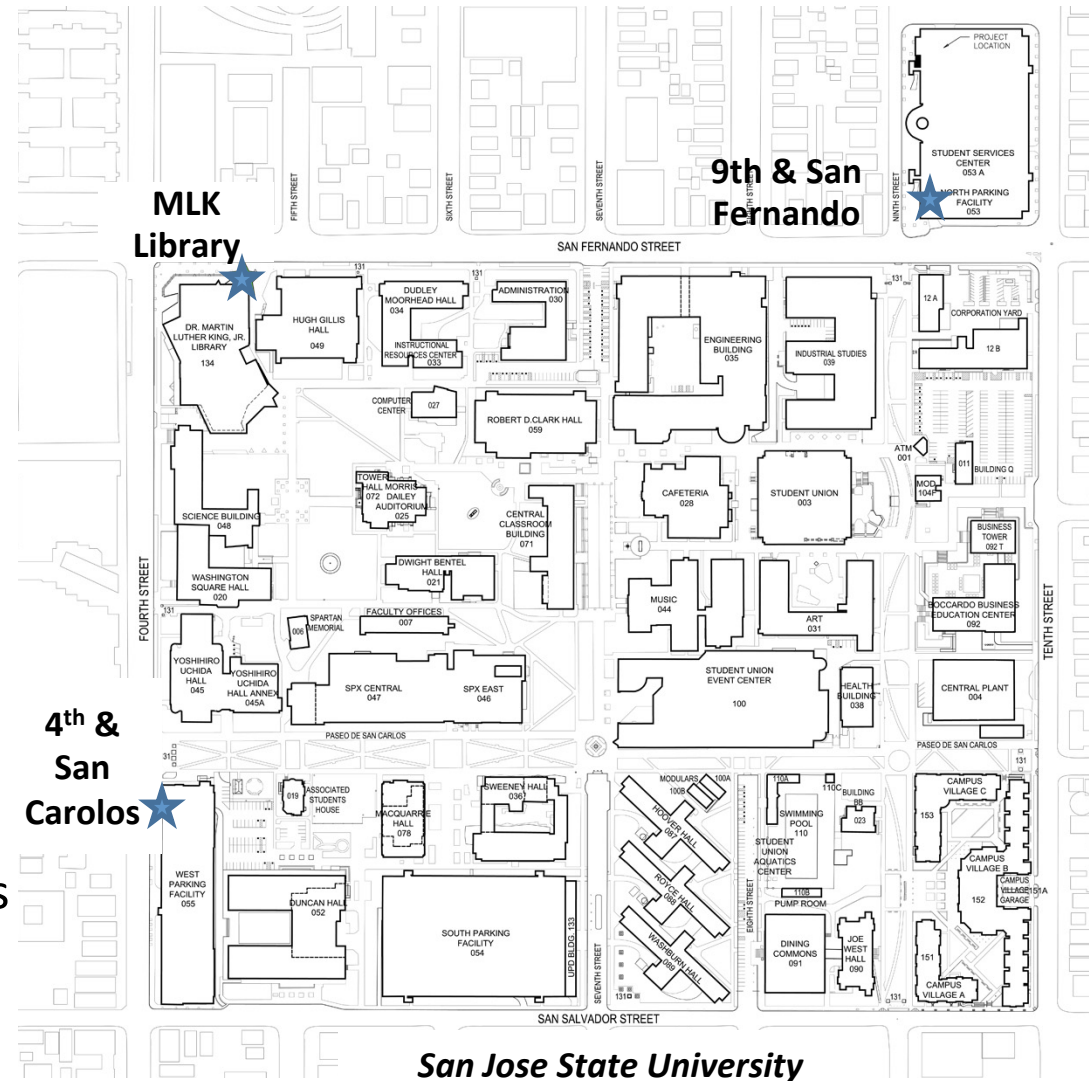 PROJECT
LOCATION
STUDENT SERVICES
CENTER
053 A
NORTH PARKING
FACILITY
053
9th & San
Fernando
MLK
Library
FIFTH STREET
SIXTH STREET
SEVENTH STREET
NINTH STREET
SAN FERNANDO STREET
131
131
131
DR. MARTIN
LUTHER KING, JR.
LIBRARY
134
HUGH GILLIS
HALL
049
DUDLEY
MOORHEAD HALL
034
INSTRUCTIONAL
RESOURCES CENTER
033
ADMINISTRATION
030
ENGINEERING
BUILDING
035
INDUSTRIAL STUDIES
039
12 A
CORPORATION YARD
12 B
COMPUTER
CENTER
027
ROBERT D.CLARK HALL
059
ATM
001
011
BUILDING Q
MOD
104F
TOWER
HALL
072
MORRIS
DAILEY
AUDITORIUM
025
CENTRAL
CLASSROOM
BUILDING
071
CAFETERIA
028
STUDENT UNION
003
SCIENCE BUILDING
048
BUSINESS
TOWER
092 T
WASHINGTON
SQUARE HALL
020
DWIGHT BENTEL
HALL
021
MUSIC
044
ART
031
BOCCARDO BUSINESS
EDUCATION CENTER
092
FOURTH STREET
TENTH STREET
131
SPARTAN
MEMORIAL
006
FACULTY OFFICES
007
YOSHIHIRO
UCHIDA
HALL
045
YOSHIHIRO
UCHIDA
HALL ANNEX
045A
SPX CENTRAL
047
SPX EAST
046
STUDENT UNION
EVENT CENTER
100
HEALTH
BUILDING
038
CENTRAL PLANT
004
4th &
San
Carolos
PASEO DE SAN CARLOS
PASEO DE SAN CARLOS
31
131
019
ASSOCIATED
STUDENTS
HOUSE
MACQUARRIE
HALL
078
SWEENEY HALL
036
MODULARS
100A
100B
HOOVER HALL
087
110A
110C
SWIMMING
POOL
110
STUDENT
UNION
AQUATICS
CENTER
BUILDING
BB
023
CAMPUS
VILLAGE C
153
CAMPUS
VILLAGE B
152
CAMPUS
VILLAGE151A
GARAGE
S
WEST
PARKING
FACILITY
055
DUNCAN HALL
052
SOUTH PARKING
FACILITY
054
UPD BLDG. 133
SEVENTH STREET
ROYCE HALL
088
WASHBURN HALL
089
131
EIGHTH STREET
110B
PUMP ROOM
DINING
COMMONS
091
JOE
WEST
HALL
090
131
151
CAMPUS
VILLAGE A
SAN SALVADOR STREET
San Jose State University